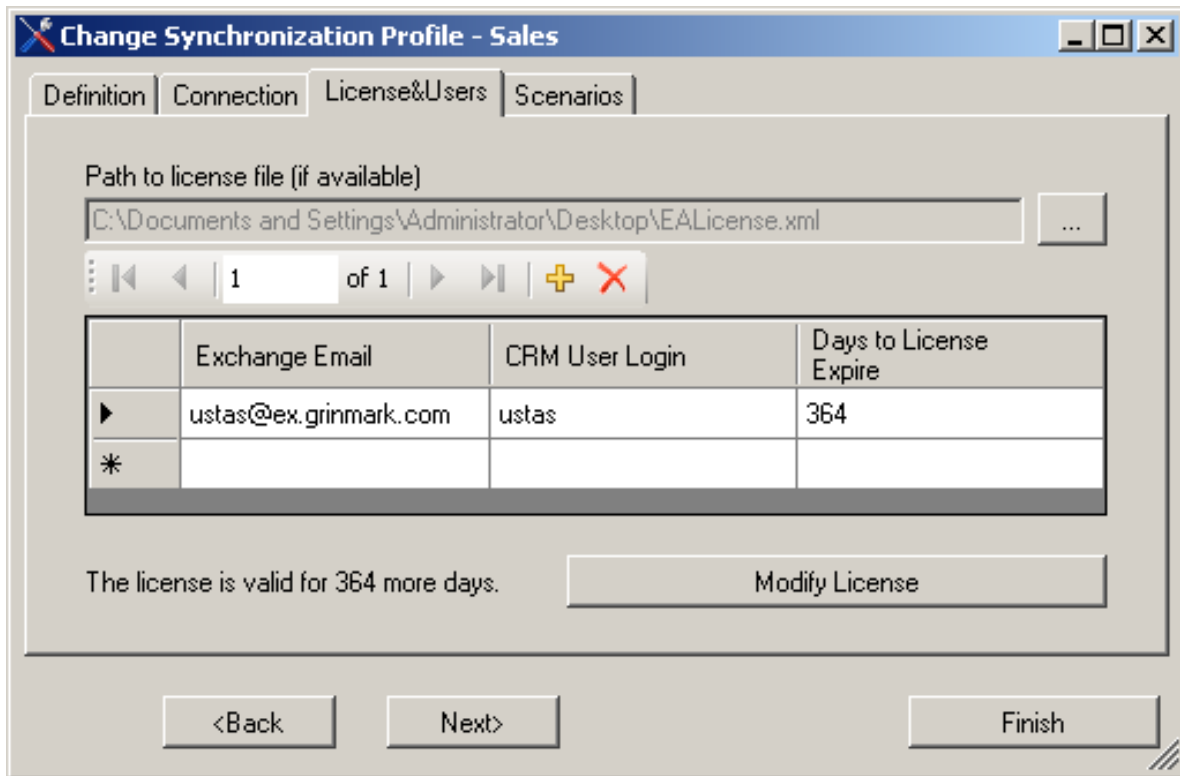 Change Synchronization Profile - Sales
Definition Connection License&Users Scenarios
Path to license file (if available)
C:\Documents and Settings\Administrator\Desktop\EALicense.xml ...
1 of 1
Exchange Email CRM User Login Days to License
Expire
ustas@ex.grinmark.com ustas 364
The license is valid for 364 more days. Modify License
<Back Next> Finish